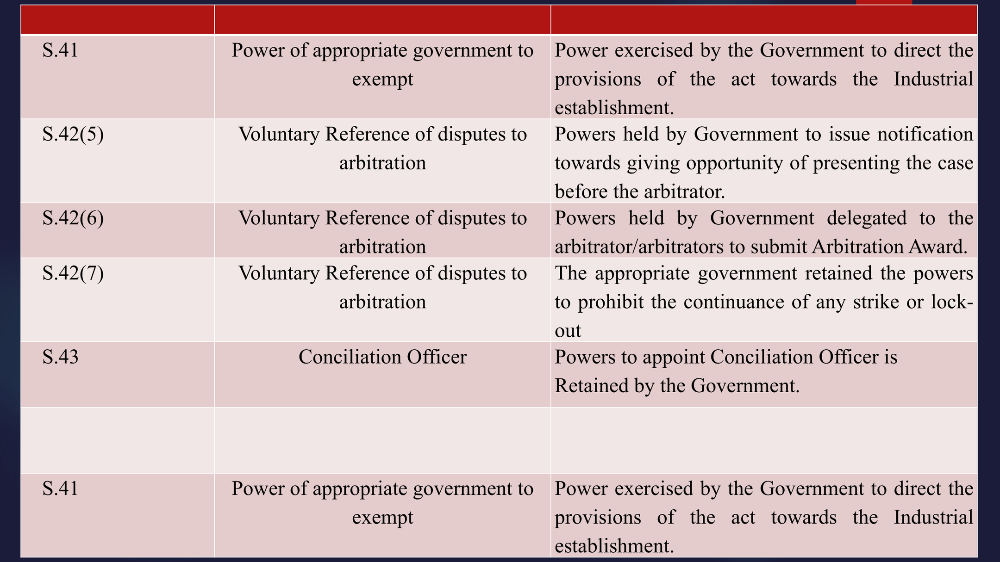 S.41
Power of appropriate government to
exempt
Power exercised by the Government to direct the
provisions of the act towards the Industrial
establishment.
S.42(5)
Voluntary Reference of disputes to
arbitration
Powers held by Government to issue notification
towards giving opportunity of presenting the case
before the arbitrator.
S.42(6)
Voluntary Reference of disputes to
arbitration
Powers held by Government delegated to the
arbitrator/arbitrators to submit Arbitration Award.
S.42(7)
Voluntary Reference of disputes to
arbitration
The appropriate government retained the powers
to prohibit the continuance of any strike or lock-
out
S.43
Conciliation Officer
Powers to appoint Conciliation Officer is
Retained by the Government.
S.41
Power of appropriate government to
exempt
Power exercised by the Government to direct the
provisions of the act towards the Industrial
establishment.